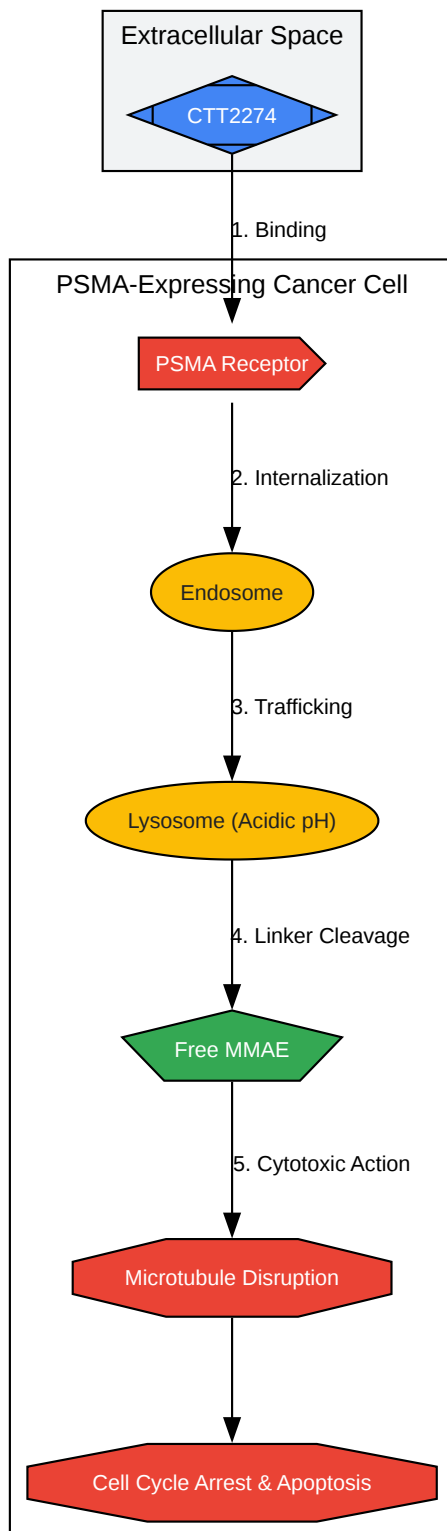 Extracellular Space
CTT2274
1. Binding
PSMA-Expressing Cancer Cell
PSMA Receptor
2. Internalization
Endosome
3. Trafficking
Lysosome (Acidic pH)
4. Linker Cleavage
Free MMAE
5. Cytotoxic Action
Microtubule Disruption
Cell Cycle Arrest & Apoptosis